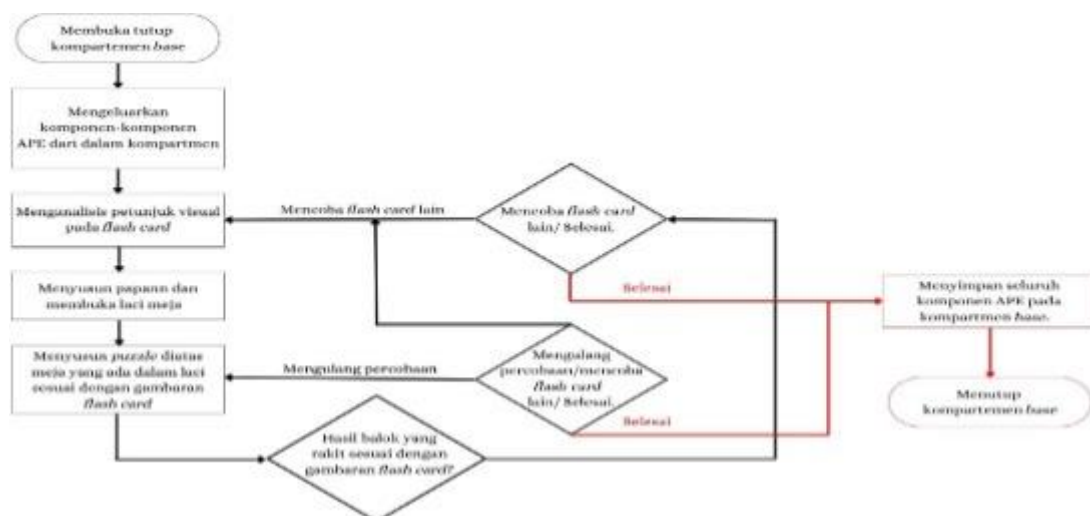 Membuka tutup
kompartemen base
Mengeluarkan
komponen-komponen
APE dari dalam kompartmen
Menganalisis petunjuk visual
pada flash card
Menyusun papann dan
membuka laci meja
Menyusun puzzle diatas
meja yang ada dalam laci
sesuai dengan gambaran
flash card
Hasil balok yang
rakit sesuai dengan
gambaran flash card?
Mencoba flash card lain
Mencoba flash card
lain/ Selesai.
Selesai
Mengulang percobaan
Mengulang
percobaan/mencoba
flash card
lain/ Selesai.
Selesai
Menyimpan seluruh
komponen APE pada
kompartmen base.
Menutup
kompartemen base